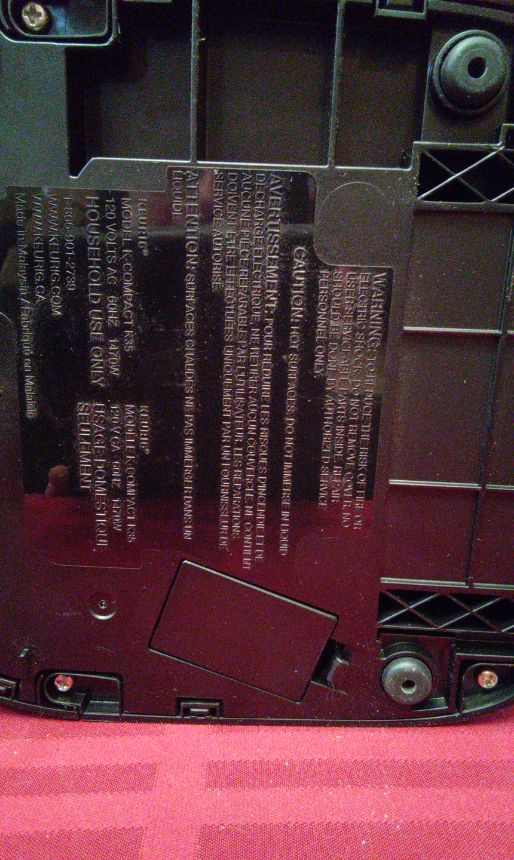 WARNING: TO REDUCE THE RISK OF FIRE OR
ELECTRIC SHOCK, DO NOT REMOVE COVER. NO
USER SERVICEABLE PARTS INSIDE. REPAIR
SHOULD BE DONE BY AUTHORIZED SERVICE
PERSONNEL ONLY.
CAUTION: HOT SURFACES. DO NOT IMMERSE IN LIQUID
AVERTISSEMENT: POUR RÉDUIRE LES RISQUES D'INCENDIE ET DE
DÉCHARGE ÉLECTRIQUE, NE RETIRER AUCUN COUVERCLE. NE CONTIENT
AUCUNE PIÈCE RÉPARABLE PAR L'UTILISATEUR. LES RÉPARATIONS
DOIVENT ÊTRE EFFECTUÉES UNIQUEMENT PAR UN FOURNISSEUR DE
SERVICE AUTORISÉ.
ATTENTION: SURFACES CHAUDES. NE PAS IMMERSER DANS UN
LIQUIDE
KEURIG®
MODEL K-COMPACT K35
120 VOLTS AC 60HZ 1470W
HOUSEHOLD USE ONLY
KEURIG®
MODÈLE K-COMPACT K35
120 V CA 60HZ 1470W
USAGE DOMESTIQUE
SEULEMENT
1-866-901-2739
WWW.KEURIG.COM
WWW.KEURIG.CA
Made in Malaysia / Fabriqué en Malaisie